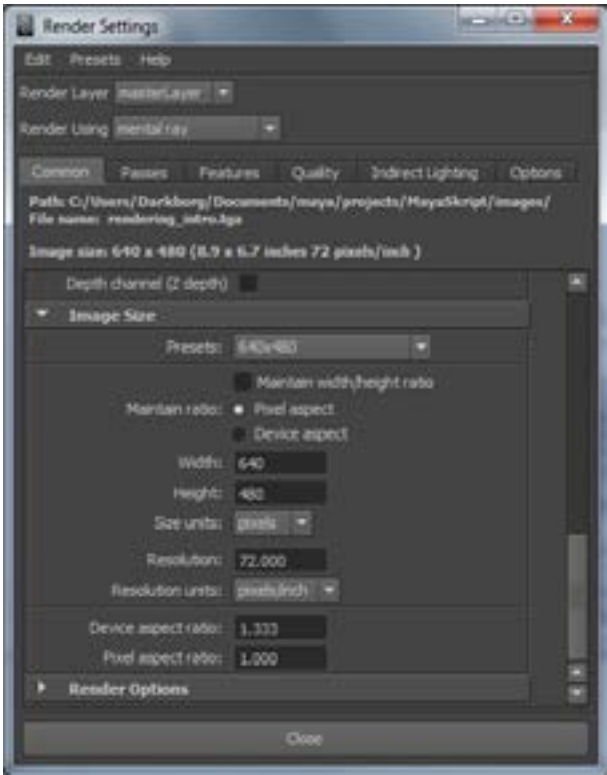 Render Settings
Edit Presets Help
Render Layer masterLayer
Render Using mental ray
Common Passes Features Quality Indirect Lighting Options
Path: C:/Users/Darkborg/Documents/maya/projects/MayaSkript/images/
File name: rendering_intro.tga
Image size: 640 x 480 (8.9 x 6.7 inches 72 pixels/inch )
Depth channel (Z depth)
Image Size
Presets: 640x480
Maintain width/height ratio
Maintain ratio: Pixel aspect
Device aspect
Width: 640
Height: 480
Size units: pixels
Resolution: 72.000
Resolution units: pixels/inch
Device aspect ratio: 1.333
Pixel aspect ratio: 1.000
Render Options
Close